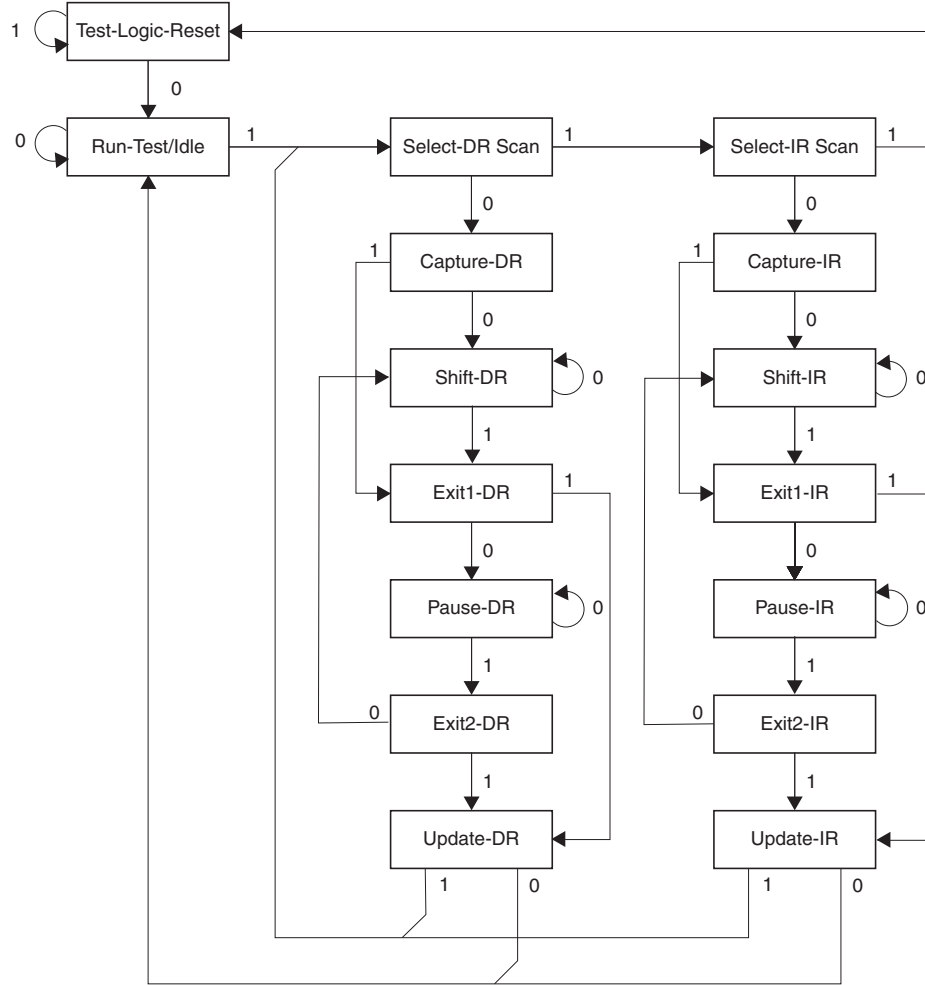 1 Test-Logic-Reset
0
0 Run-Test/Idle 1 Select-DR Scan 1 Select-IR Scan 1
0 0
1 Capture-DR 1 Capture-IR
0 0
Shift-DR 0 Shift-IR 0
1 1
Exit1-DR 1 Exit1-IR 1
0 0
Pause-DR 0 Pause-IR 0
1 1
0 Exit2-DR 0 Exit2-IR
1 1
Update-DR Update-IR
1 0 1 0